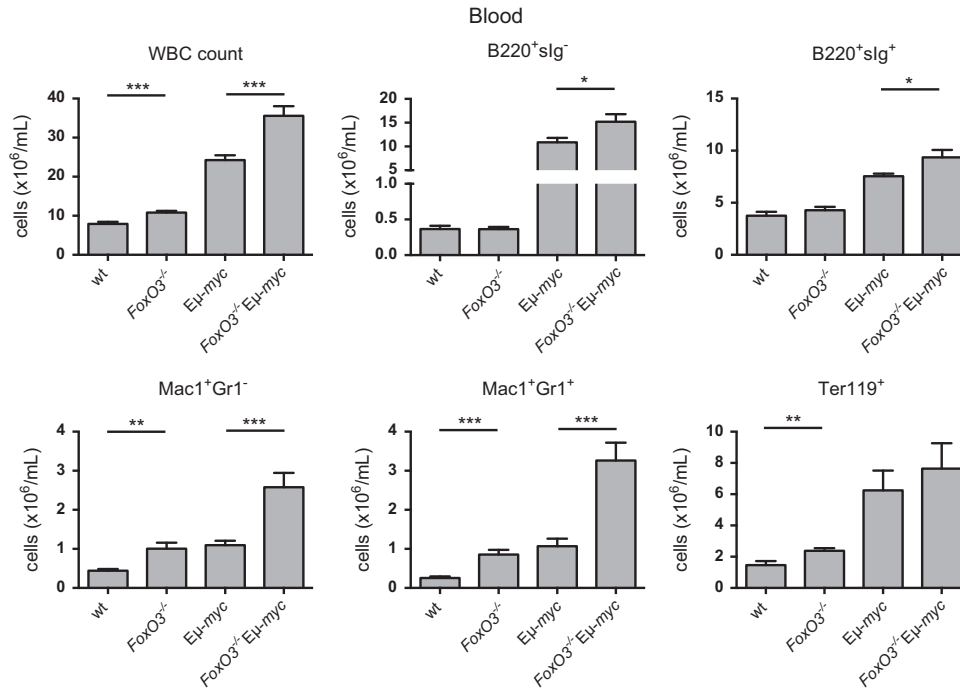 Blood
WBC count
***
***
cells (x10⁶/mL)
40
30
20
10
0
wt
FoxO3⁻/⁻
Eµ-myc
FoxO3⁻/⁻Eµ-myc
B220⁺sIg⁻
*
cells (x10⁶/mL)
20
15
10
5
1.0
0.5
0.0
wt
FoxO3⁻/⁻
Eµ-myc
FoxO3⁻/⁻Eµ-myc
B220⁺sIg⁺
*
cells (x10⁶/mL)
15
10
5
0
wt
FoxO3⁻/⁻
Eµ-myc
FoxO3⁻/⁻Eµ-myc
Mac1⁺Gr1⁻
**
***
cells (x10⁶/mL)
4
3
2
1
0
wt
FoxO3⁻/⁻
Eµ-myc
FoxO3⁻/⁻Eµ-myc
Mac1⁺Gr1⁺
***
***
cells (x10⁶/mL)
4
3
2
1
0
wt
FoxO3⁻/⁻
Eµ-myc
FoxO3⁻/⁻Eµ-myc
Ter119⁺
**
cells (x10⁶/mL)
10
8
6
4
2
0
wt
FoxO3⁻/⁻
Eµ-myc
FoxO3⁻/⁻Eµ-myc